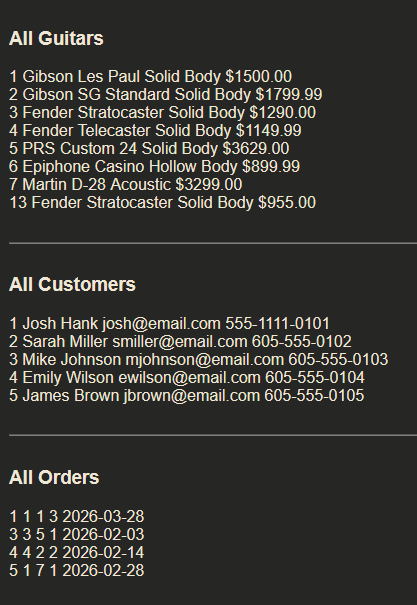 All Guitars
1 Gibson Les Paul Solid Body $1500.00
2 Gibson SG Standard Solid Body $1799.99
3 Fender Stratocaster Solid Body $1290.00
4 Fender Telecaster Solid Body $1149.99
5 PRS Custom 24 Solid Body $3629.00
6 Epiphone Casino Hollow Body $899.99
7 Martin D-28 Acoustic $3299.00
13 Fender Stratocaster Solid Body $955.00
All Customers
1 Josh Hank josh@email.com 555-1111-0101
2 Sarah Miller smiller@email.com 605-555-0102
3 Mike Johnson mjohnson@email.com 605-555-0103
4 Emily Wilson ewilson@email.com 605-555-0104
5 James Brown jbrown@email.com 605-555-0105
All Orders
1 1 1 3 2026-03-28
3 3 5 1 2026-02-03
4 4 2 2 2026-02-14
5 1 7 1 2026-02-28